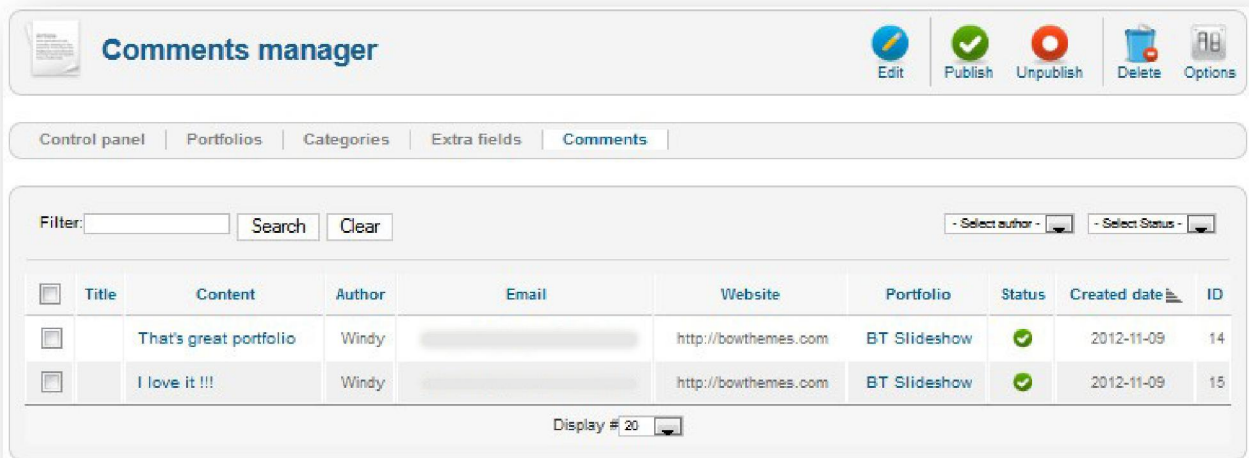 Comments manager
Edit
Publish
Unpublish
Delete
Options
Control panel
Portfolios
Categories
Extra fields
Comments
Filter: Search Clear - Select author - - Select Status -
Title Content Author Email Website Portfolio Status Created date ID
That's great portfolio Windy http://bowthemes.com BT Slideshow 2012-11-09 14
I love it !!! Windy http://bowthemes.com BT Slideshow 2012-11-09 15
Display # 20